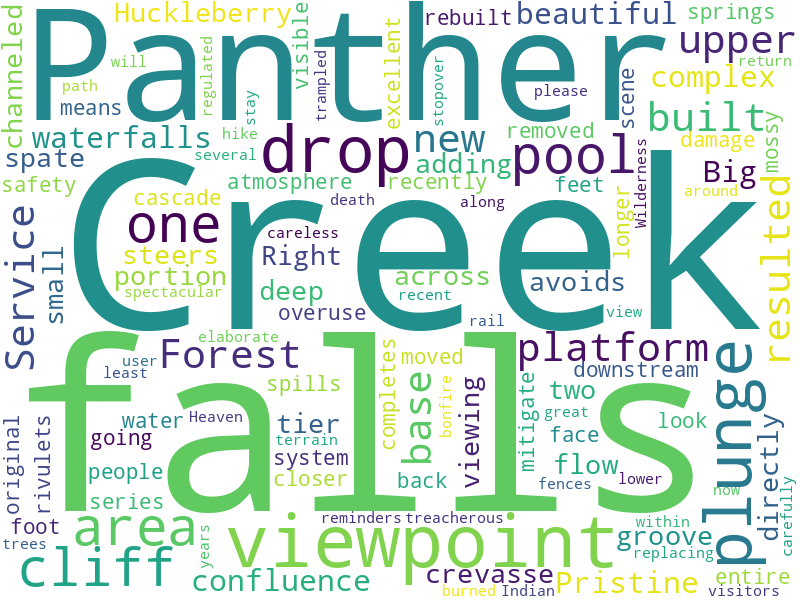 channeled
Huckleberry
Panther
visible
regulated
will
path
means
excellent
rebuilt
beautiful
springs
upper
view
return
stopover
please
scene
complex
trampled
stay
hike
several
waterfalls
spate
safety
drop
new
pool
removed
built
damage
mossy
adding
recently
feet
Big
around
atmosphere
death
along
longer
Wilderness
cascade
one
careless
steers
Right
portion
spectacular
deep
across
recent
avoids
resulted
Service
small
Creek
overuse
rail
view
elaborate
Forest
user
least
falls
spills
completes
moved
platform
downstream
plunge
original
rivulets
water
Heaven
tier
terrain
base
bonfire
viewing
mitigate
two
great
face
look
directly
going
people
system
closer
back
flow
lower
fences
series
foot
trees
area
years
reminders
treacherous
viewpoint
groove
within
replacing
now
carefully
entire
cliff
confluence
crevasse
burned
Indian
Pristine
visitors